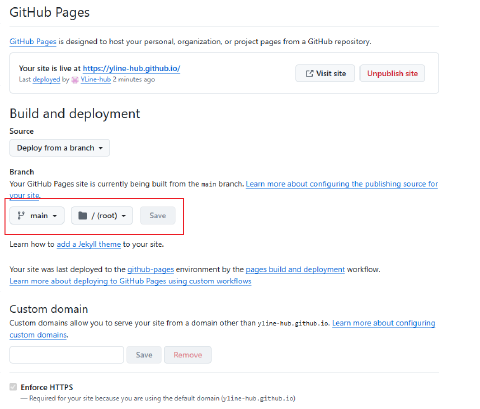 GitHub Pages
GitHub Pages is designed to host your personal, organization, or project pages from a GitHub repository.
Your site is live at https://yline-hub.github.io/
Last deployed by YLine-hub 2 minutes ago
Visit site
Unpublish site
Build and deployment
Source
Deploy from a branch
Branch
Your GitHub Pages site is currently being built from the main branch. Learn more about configuring the publishing source for
your site.
main
/ (root)
Save
Learn how to add a Jekyll theme to your site.
Your site was last deployed to the github-pages environment by the pages build and deployment workflow.
Learn more about deploying to GitHub Pages using custom workflows
Custom domain
Custom domains allow you to serve your site from a domain other than yline-hub.github.io. Learn more about configuring
custom domains.
Save
Remove
Enforce HTTPS
— Required for your site because you are using the default domain (yline-hub.github.io)